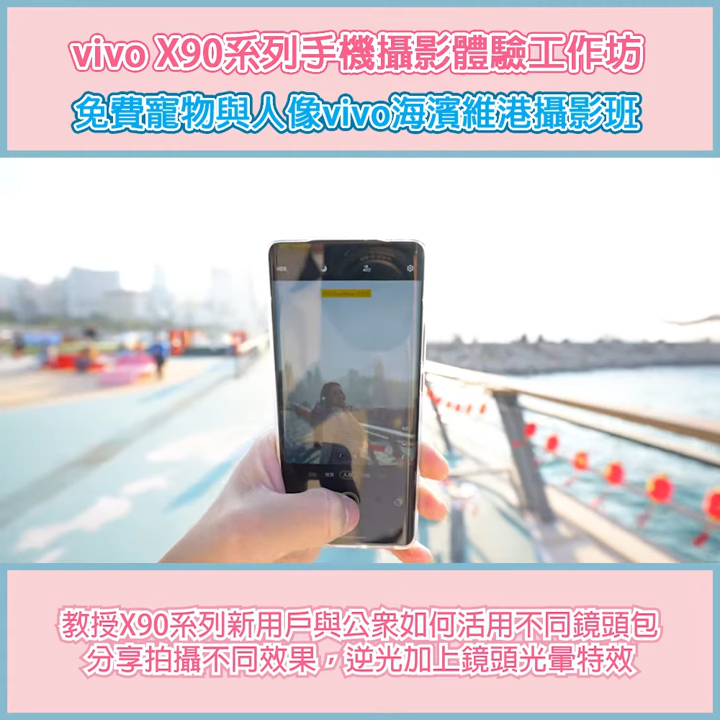 vivo X90系列手機攝影體驗工作坊
免費寵物與人像vivo海濱維港攝影班
教授X90系列新用戶與公衆如何活用不同鏡頭包
分享拍攝不同效果，逆光加上鏡頭光暈特效